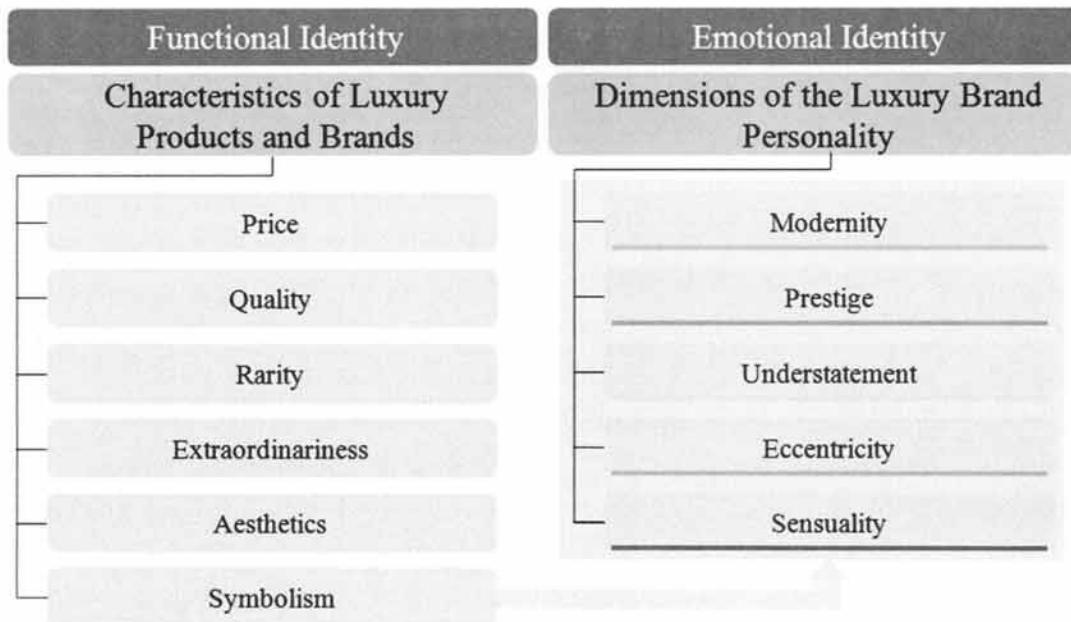 Functional Identity
Characteristics of Luxury
Products and Brands
Price
Quality
Rarity
Extraordinariness
Aesthetics
Symbolism
Emotional Identity
Dimensions of the Luxury Brand
Personality
Modernity
Prestige
Understatement
Eccentricity
Sensuality